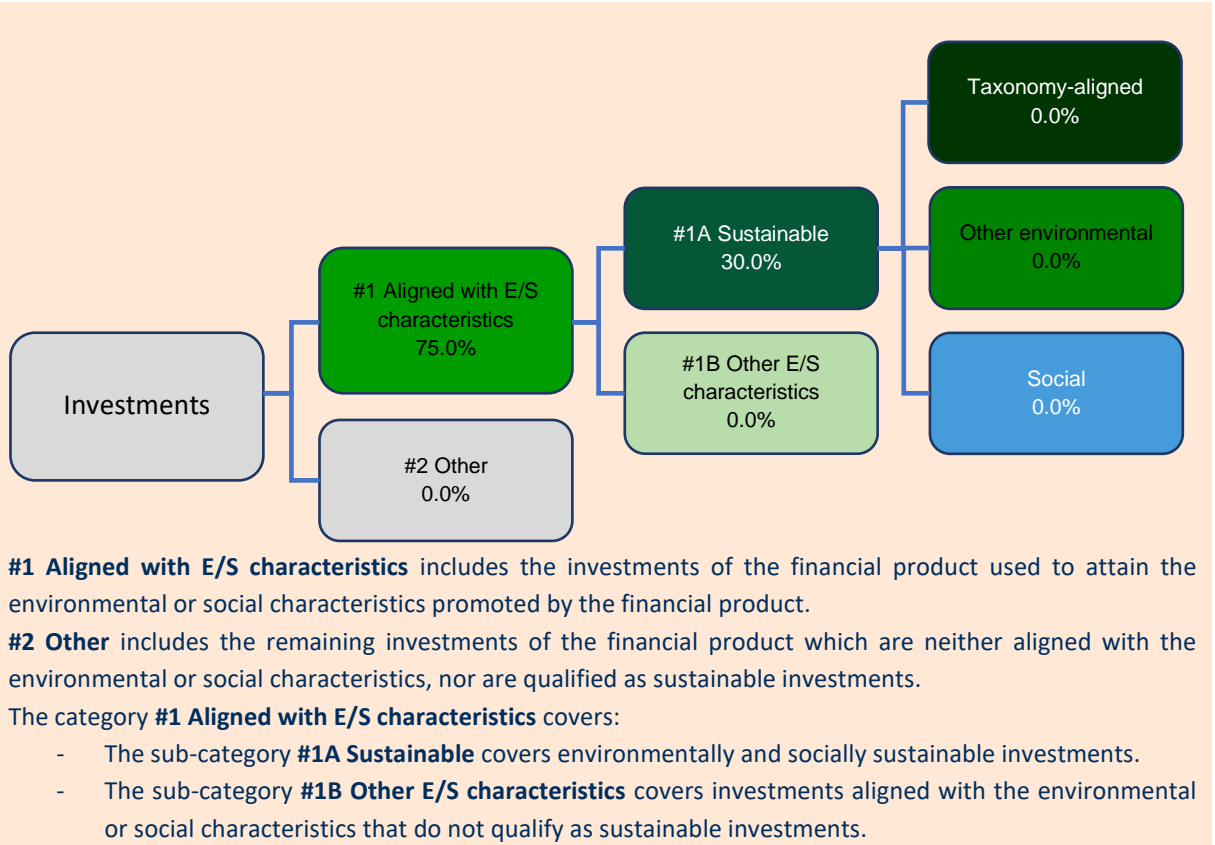 Taxonomy-aligned
0.0%
#1A Sustainable
30.0%
Other environmental
0.0%
#1 Aligned with E/S
characteristics
75.0%
#1B Other E/S
characteristics
0.0%
Social
0.0%
Investments
#2 Other
0.0%
#1 Aligned with E/S characteristics includes the investments of the financial product used to attain the
environmental or social characteristics promoted by the financial product.
#2 Other includes the remaining investments of the financial product which are neither aligned with the
environmental or social characteristics, nor are qualified as sustainable investments.
The category #1 Aligned with E/S characteristics covers:
- The sub-category #1A Sustainable covers environmentally and socially sustainable investments.
- The sub-category #1B Other E/S characteristics covers investments aligned with the environmental
or social characteristics that do not qualify as sustainable investments.